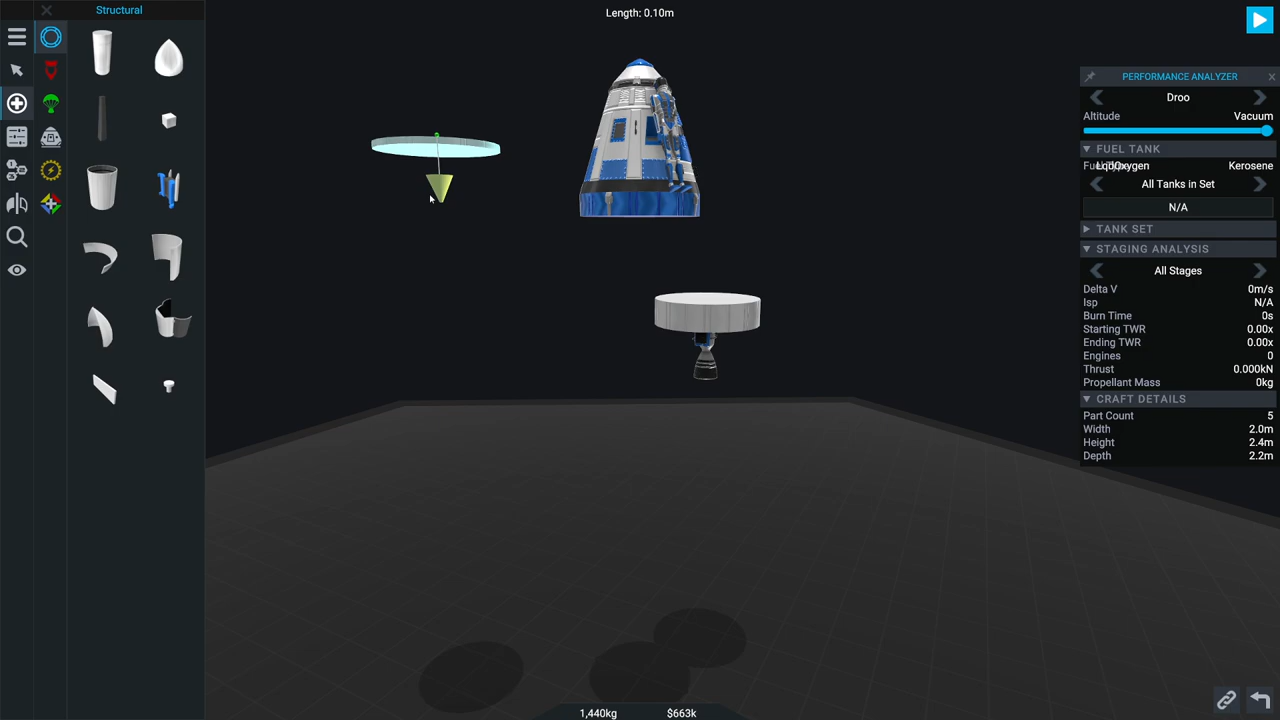 Structural
Length: 0.10m
PERFORMANCE ANALYZER
Droo
Altitude Vacuum
FUEL TANK
LqdOxygen Kerosene
All Tanks in Set
N/A
TANK SET
STAGING ANALYSIS
All Stages
Delta V 0m/s
Isp N/A
Burn Time 0s
Starting TWR 0.00x
Ending TWR 0.00x
Engines 0
Thrust 0.000kN
Propellant Mass 0kg
CRAFT DETAILS
Part Count 5
Width 2.0m
Height 2.4m
Depth 2.2m
1,440kg $663k